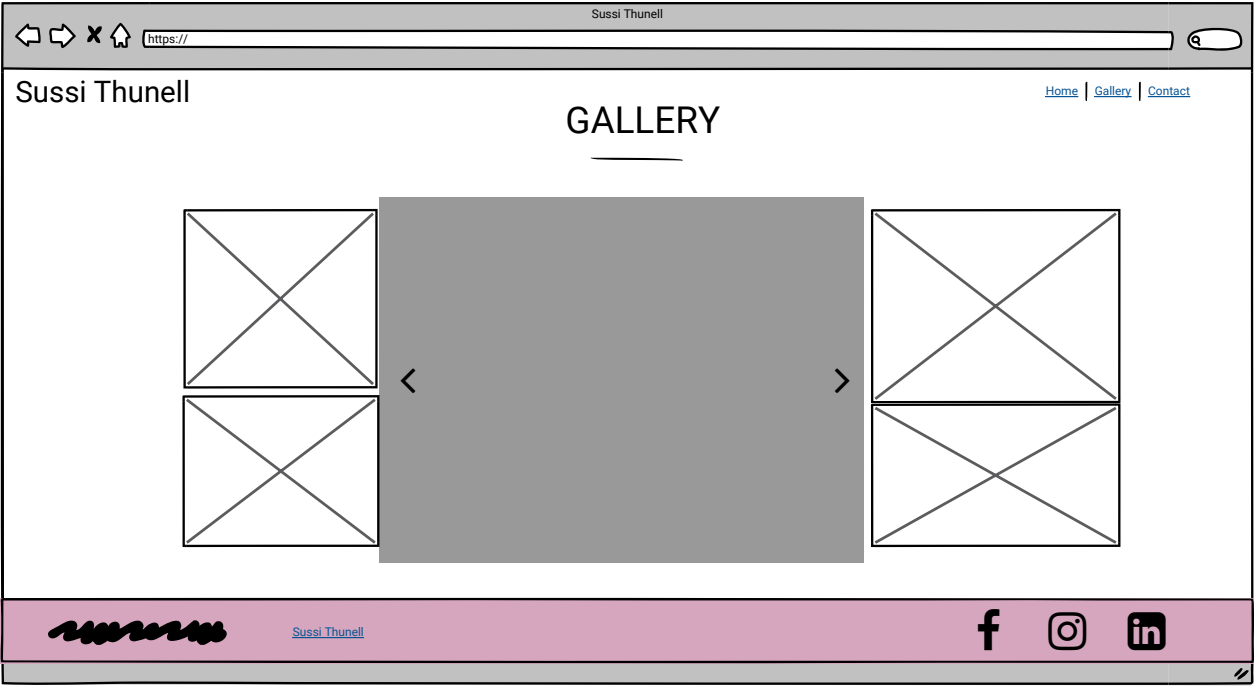 Sussi Thunell
https://
Sussi Thunell
Home | Gallery | Contact
GALLERY
Sussi Thunell